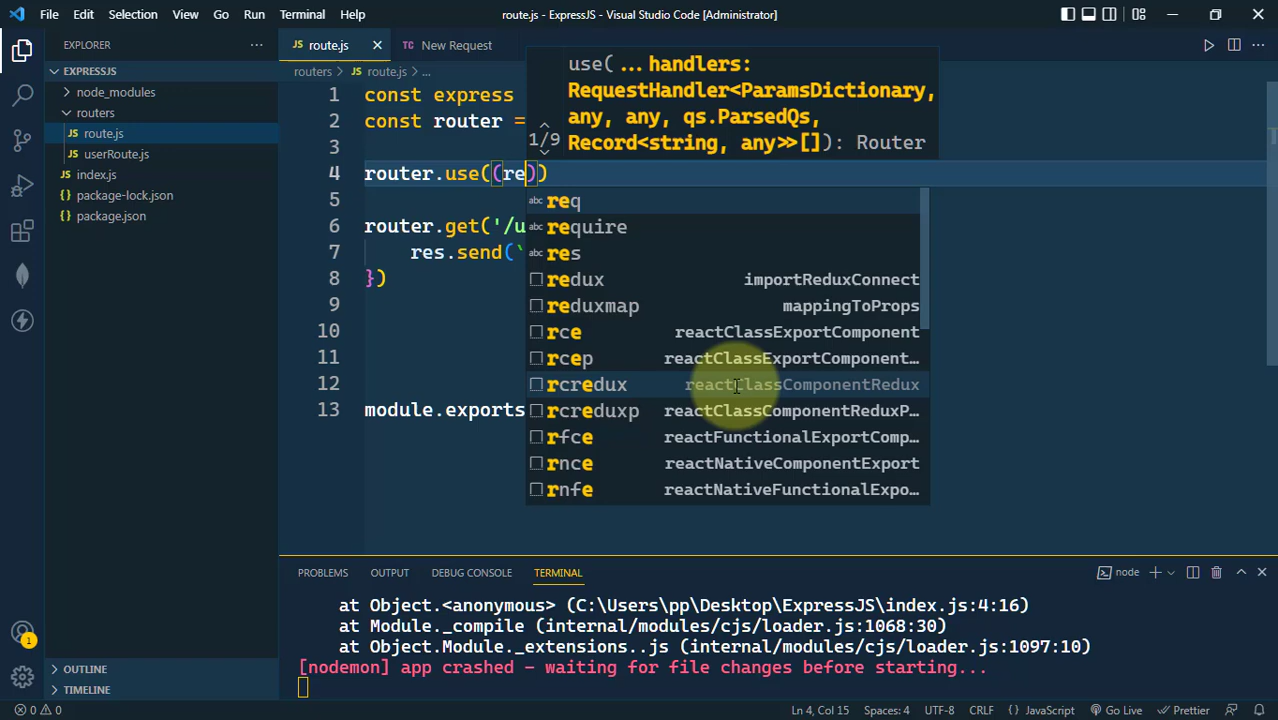 File Edit Selection View Go Run Terminal Help
route.js - ExpressJS - Visual Studio Code [Administrator]
EXPLORER
route.js
New Request
EXPRESSJS
node_modules
routers
route.js
userRoute.js
index.js
package-lock.json
package.json
OUTLINE
TIMELINE
1
routers > route.js > ...
1 const express
2 const router =
3
4 router.use((re))
5
6 router.get('/u
7 res.send(`
8 })
9
10
11
12
13 module.exports
use(...handlers:
RequestHandler<ParamsDictionary,
any, any, qs.ParsedQs,
1/9
Record<string, any>>[]): Router
req
require
res
redux importReduxConnect
reduxmap mappingToProps
rce reactClassExportComponent
rcep reactClassExportComponent…
rcredux reactClassComponentRedux
rcreduxp reactClassComponentReduxP…
rfce reactFunctionalExportComp…
rnce reactNativeComponentExport
rnfe reactNativeFunctionalExpo…
PROBLEMS OUTPUT DEBUG CONSOLE TERMINAL
node
at Object.<anonymous> (C:\Users\pp\Desktop\ExpressJS\index.js:4:16)
at Module._compile (internal/modules/cjs/loader.js:1068:30)
at Object.Module._extensions..js (internal/modules/cjs/loader.js:1097:10)
[nodemon] app crashed - waiting for file changes before starting...
0 0
Ln 4, Col 15 Spaces: 4 UTF-8 CRLF {} JavaScript Go Live Prettier